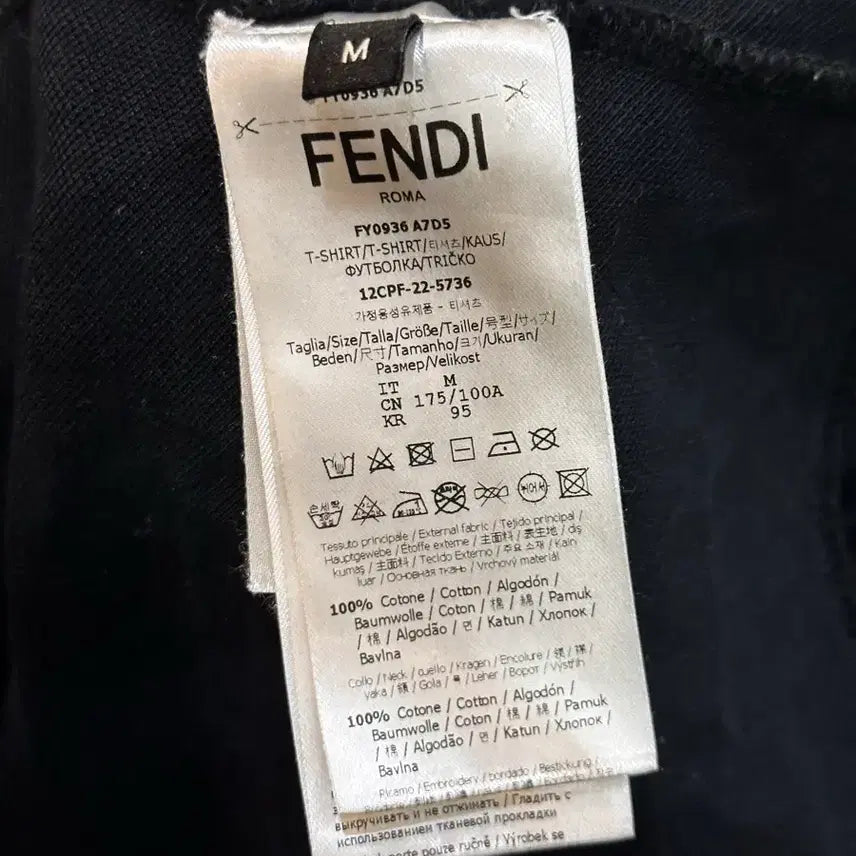 M
FY0936 A7D5
FENDI
ROMA
FY0936 A7D5
T-SHIRT/T-SHIRT/티셔츠/KAUS/
ФУТБОЛКА/TRIČKO
12CPF-22-5736
가정용섬유제품 - 티셔츠
Taglia/Size/Talla/Größe/Taille/号型/サイズ/
Beden/尺寸/Tamanho/크기/Ukuran/
Размер/Velikost
IT M
CN 175/100A
KR 95
손세탁
Tessuto principale / External fabric / Tejido principal /
Hauptgewebe / Étoffe externe / 主面料 / 表生地 / dış
kumaş / 主面料 / Tecido Externo / 주요 소재 / Kain
luar / Основная ткань / Vrchový materiál
100% Cotone / Cotton / Algodón /
Baumwolle / Coton / 棉 / 綿 / Pamuk
/ 棉 / Algodão / 면 / Katun / Хлопок /
Bavlna
Collo / Neck / cuello / Kragen / Encolure / 领 / 襟 /
yaka / 領 / Gola / 목 / Leher / Ворот / Výstřih
100% Cotone / Cotton / Algodón /
Baumwolle / Coton / 棉 / 綿 / Pamuk
/ 棉 / Algodão / 면 / Katun / Хлопок /
Bavlna
Ricamo / Embroidery / bordado / Bestickung /
выкручивать и не отжимать / Гладить с
использованием тканевой прокладки
perte pouze ručně / Výrobek se